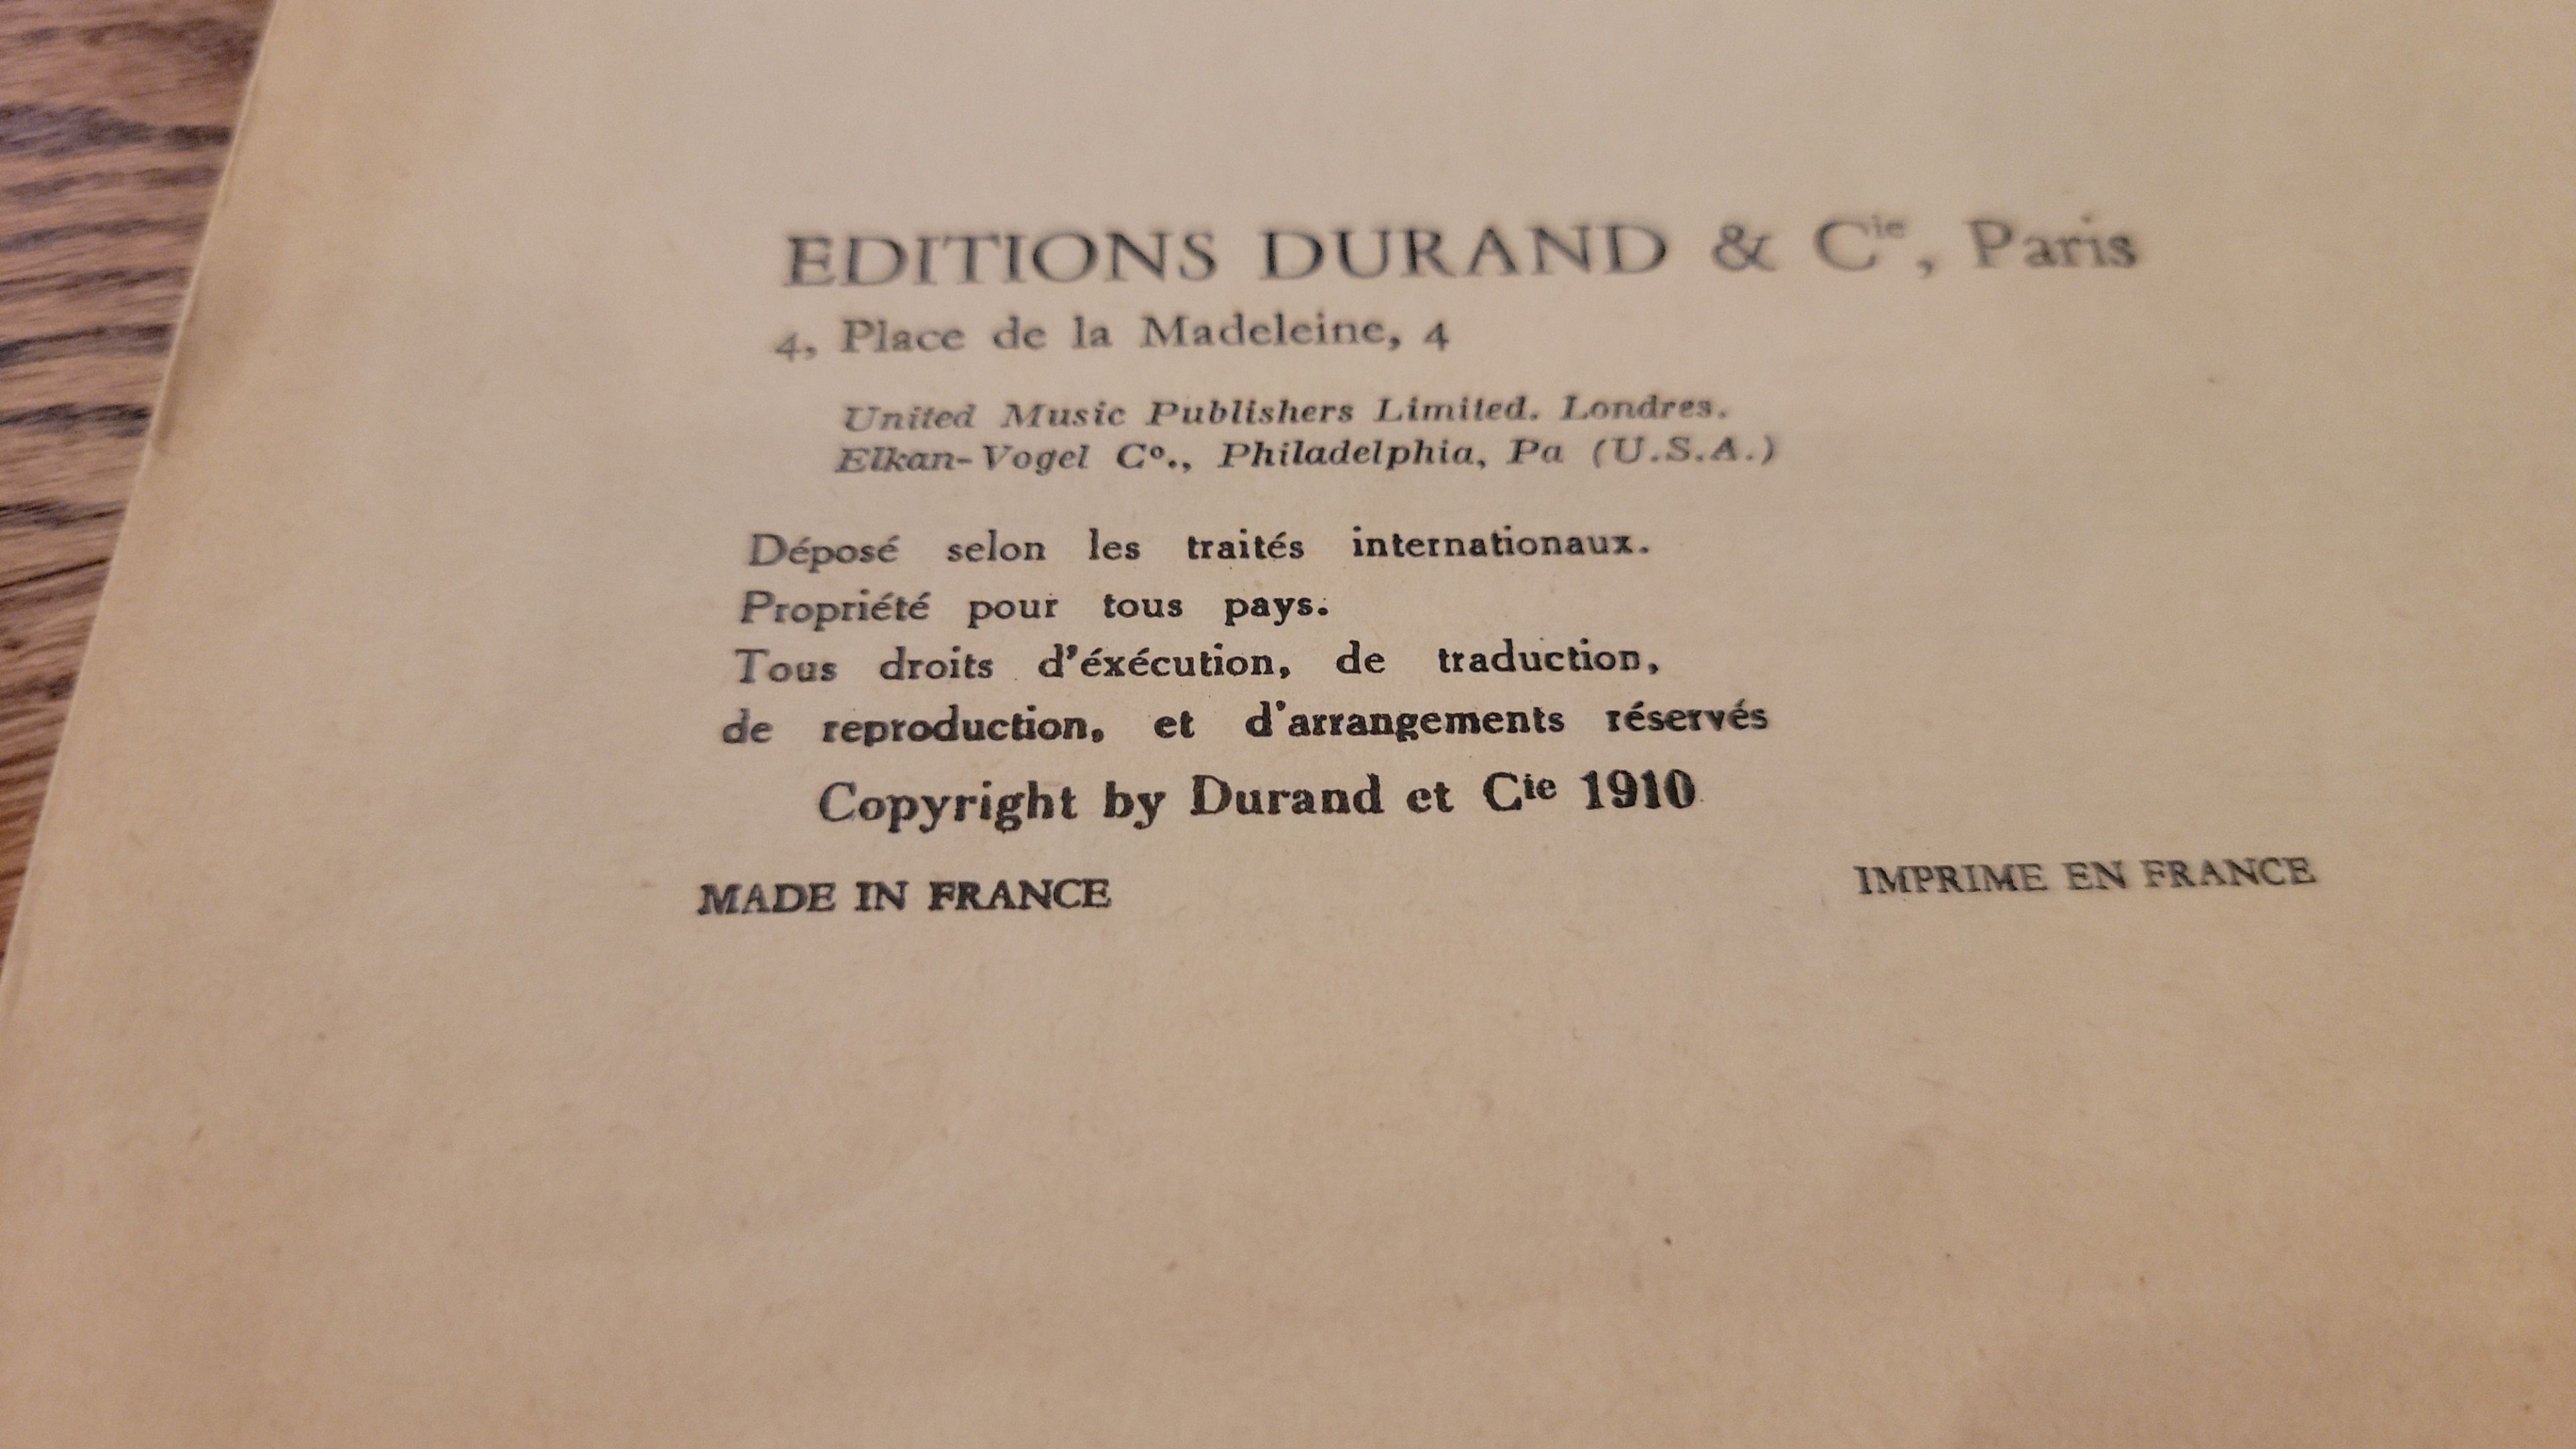 EDITIONS DURAND & Cie, Paris
4, Place de la Madeleine, 4
United Music Publishers Limited. Londres.
Elkan-Vogel Co., Philadelphia, Pa (U.S.A.)
Déposé selon les traités internationaux.
Propriété pour tous pays.
Tous droits d'éxécution, de traduction,
de reproduction, et d'arrangements réservés
Copyright by Durand et Cie 1910
MADE IN FRANCE IMPRIME EN FRANCE